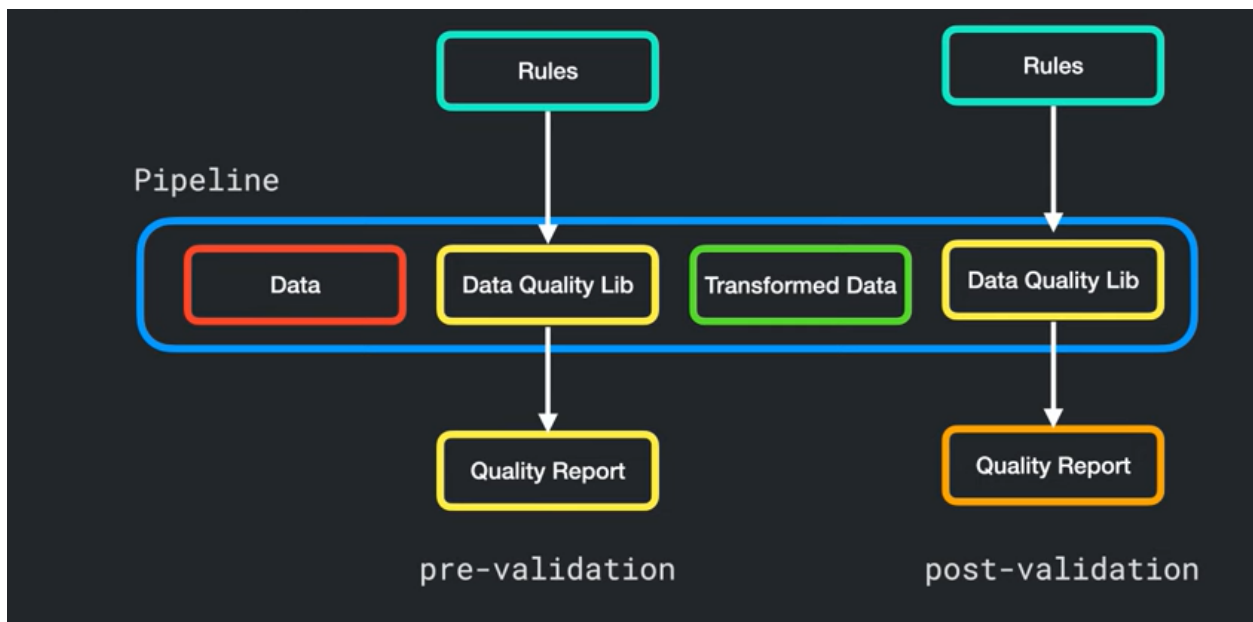 Rules
Rules
Pipeline
Data
Data Quality Lib
Transformed Data
Data Quality Lib
Quality Report
Quality Report
pre-validation
post-validation